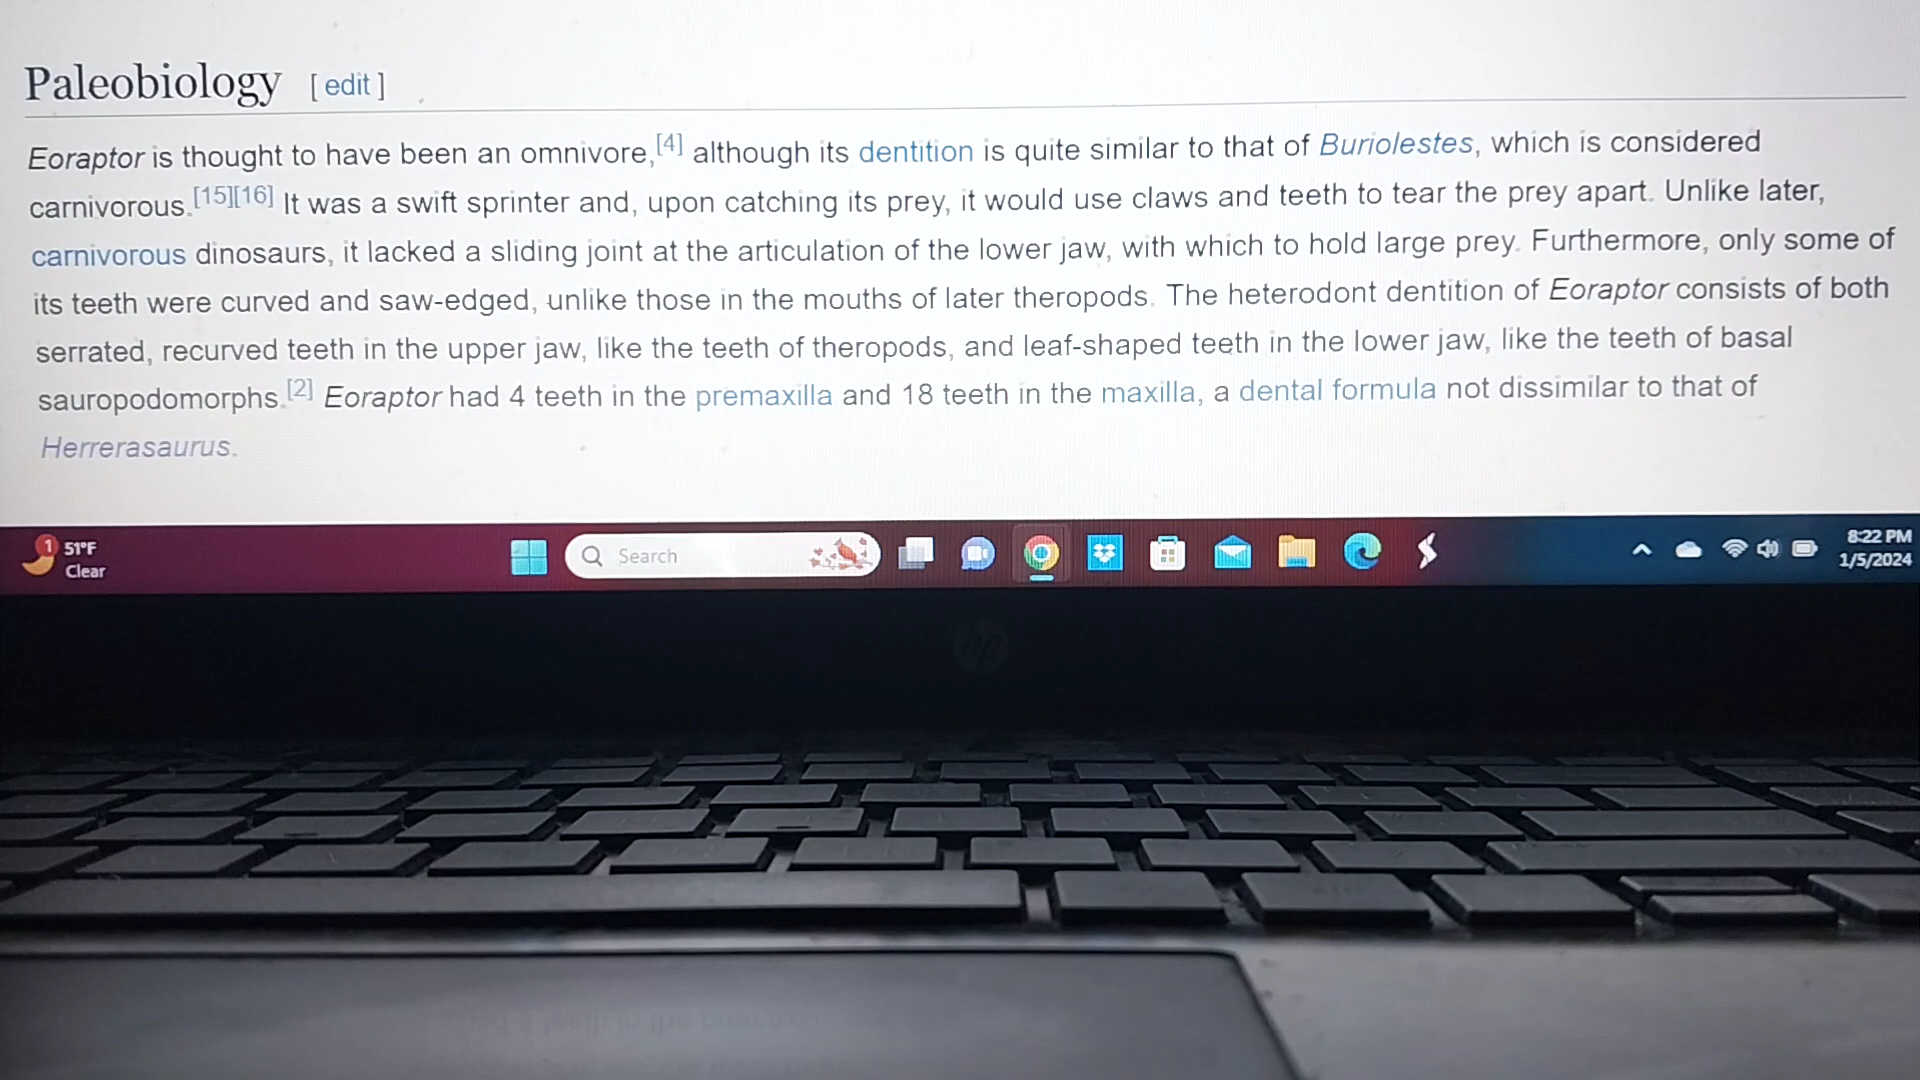 Paleobiology [ edit ]
Eoraptor is thought to have been an omnivore,[4] although its dentition is quite similar to that of Buriolestes, which is considered
carnivorous.[15][16] It was a swift sprinter and, upon catching its prey, it would use claws and teeth to tear the prey apart. Unlike later,
carnivorous dinosaurs, it lacked a sliding joint at the articulation of the lower jaw, with which to hold large prey. Furthermore, only some of
its teeth were curved and saw-edged, unlike those in the mouths of later theropods. The heterodont dentition of Eoraptor consists of both
serrated, recurved teeth in the upper jaw, like the teeth of theropods, and leaf-shaped teeth in the lower jaw, like the teeth of basal
sauropodomorphs.[2] Eoraptor had 4 teeth in the premaxilla and 18 teeth in the maxilla, a dental formula not dissimilar to that of
Herrerasaurus.
1
51°F
Clear
Search
8:22 PM
1/5/2024
hp